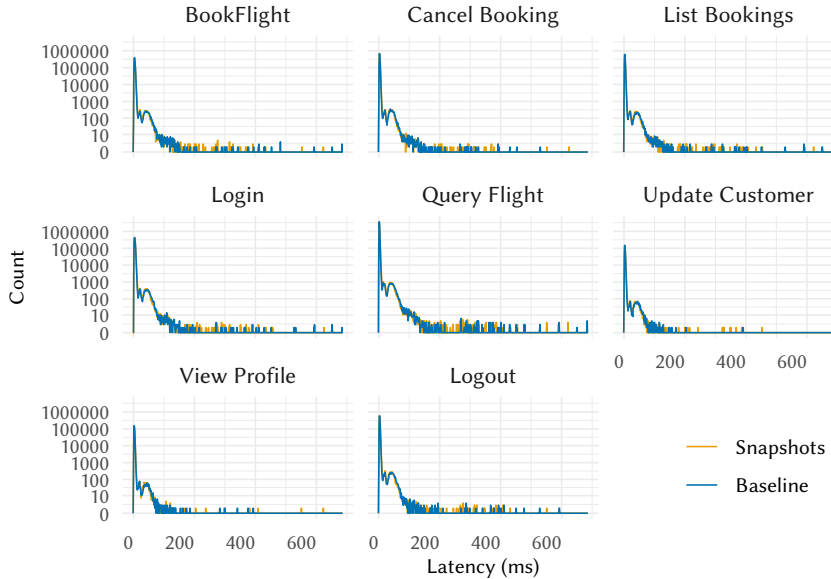 BookFlight Cancel Booking List Bookings
1000000
100000
10000
1000
100
10
0
Login Query Flight Update Customer
1000000
100000
10000
1000
100
10
0
0 200 400 600
View Profile Logout
1000000
100000
10000
1000
100
10
0
0 200 400 600 0 200 400 600
Count
Latency (ms)
Snapshots
Baseline